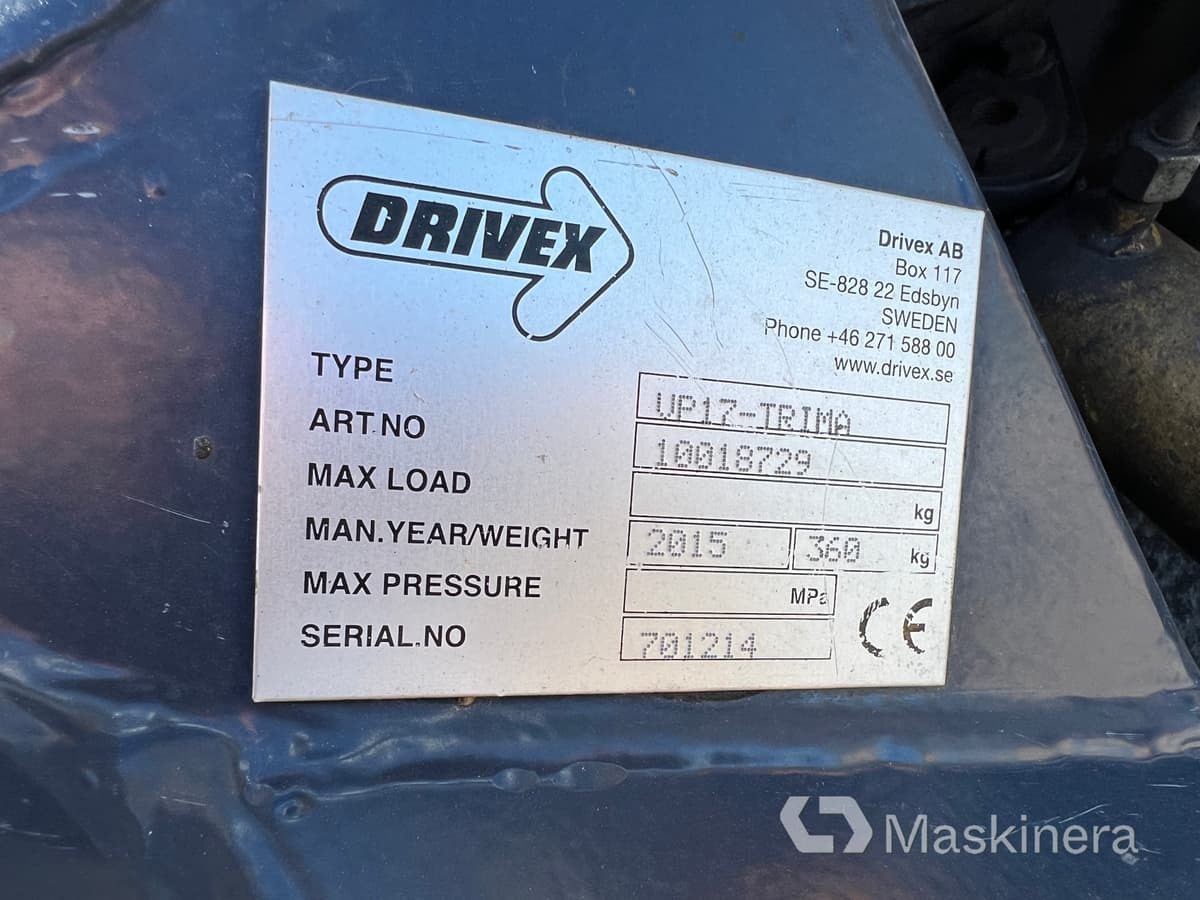 DRIVEX
Drivex AB
Box 117
SE-828 22 Edsbyn
SWEDEN
Phone +46 271 588 00
www.drivex.se
TYPE VP17-TRIMA
ART.NO 10018729
MAX LOAD kg
MAN.YEAR/WEIGHT 2015 360 kg
MAX PRESSURE MPa
SERIAL.NO 701214
CE
Maskinera